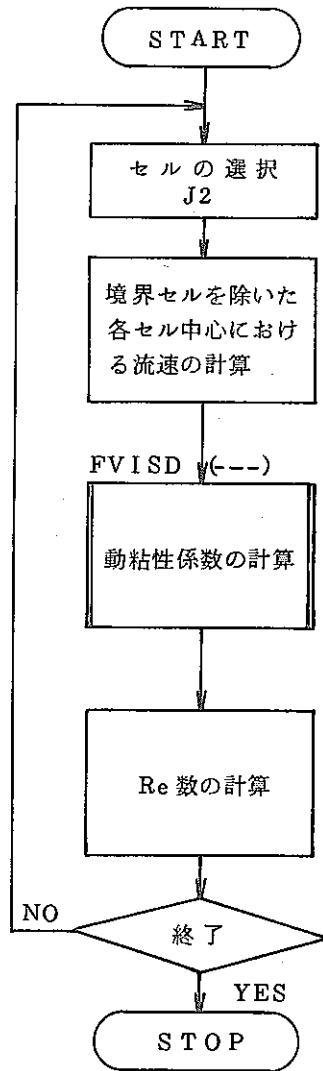 START
セルの選択
J2
境界セルを除いた
各セル中心におけ
る流速の計算
FVISD (---)
動粘性係数の計算
Re数の計算
NO
終了
YES
STOP